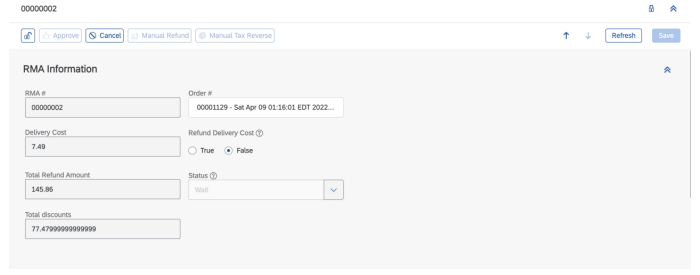 00000002
Approve Cancel Manual Refund Manual Tax Reverse Refresh Save
RMA Information
RMA # Order #
00000002 00001129 - Sat Apr 09 01:16:01 EDT 2022...
Delivery Cost Refund Delivery Cost ?
7.49 True False
Total Refund Amount Status ?
145.86 Wait
Total discounts
77.47999999999999